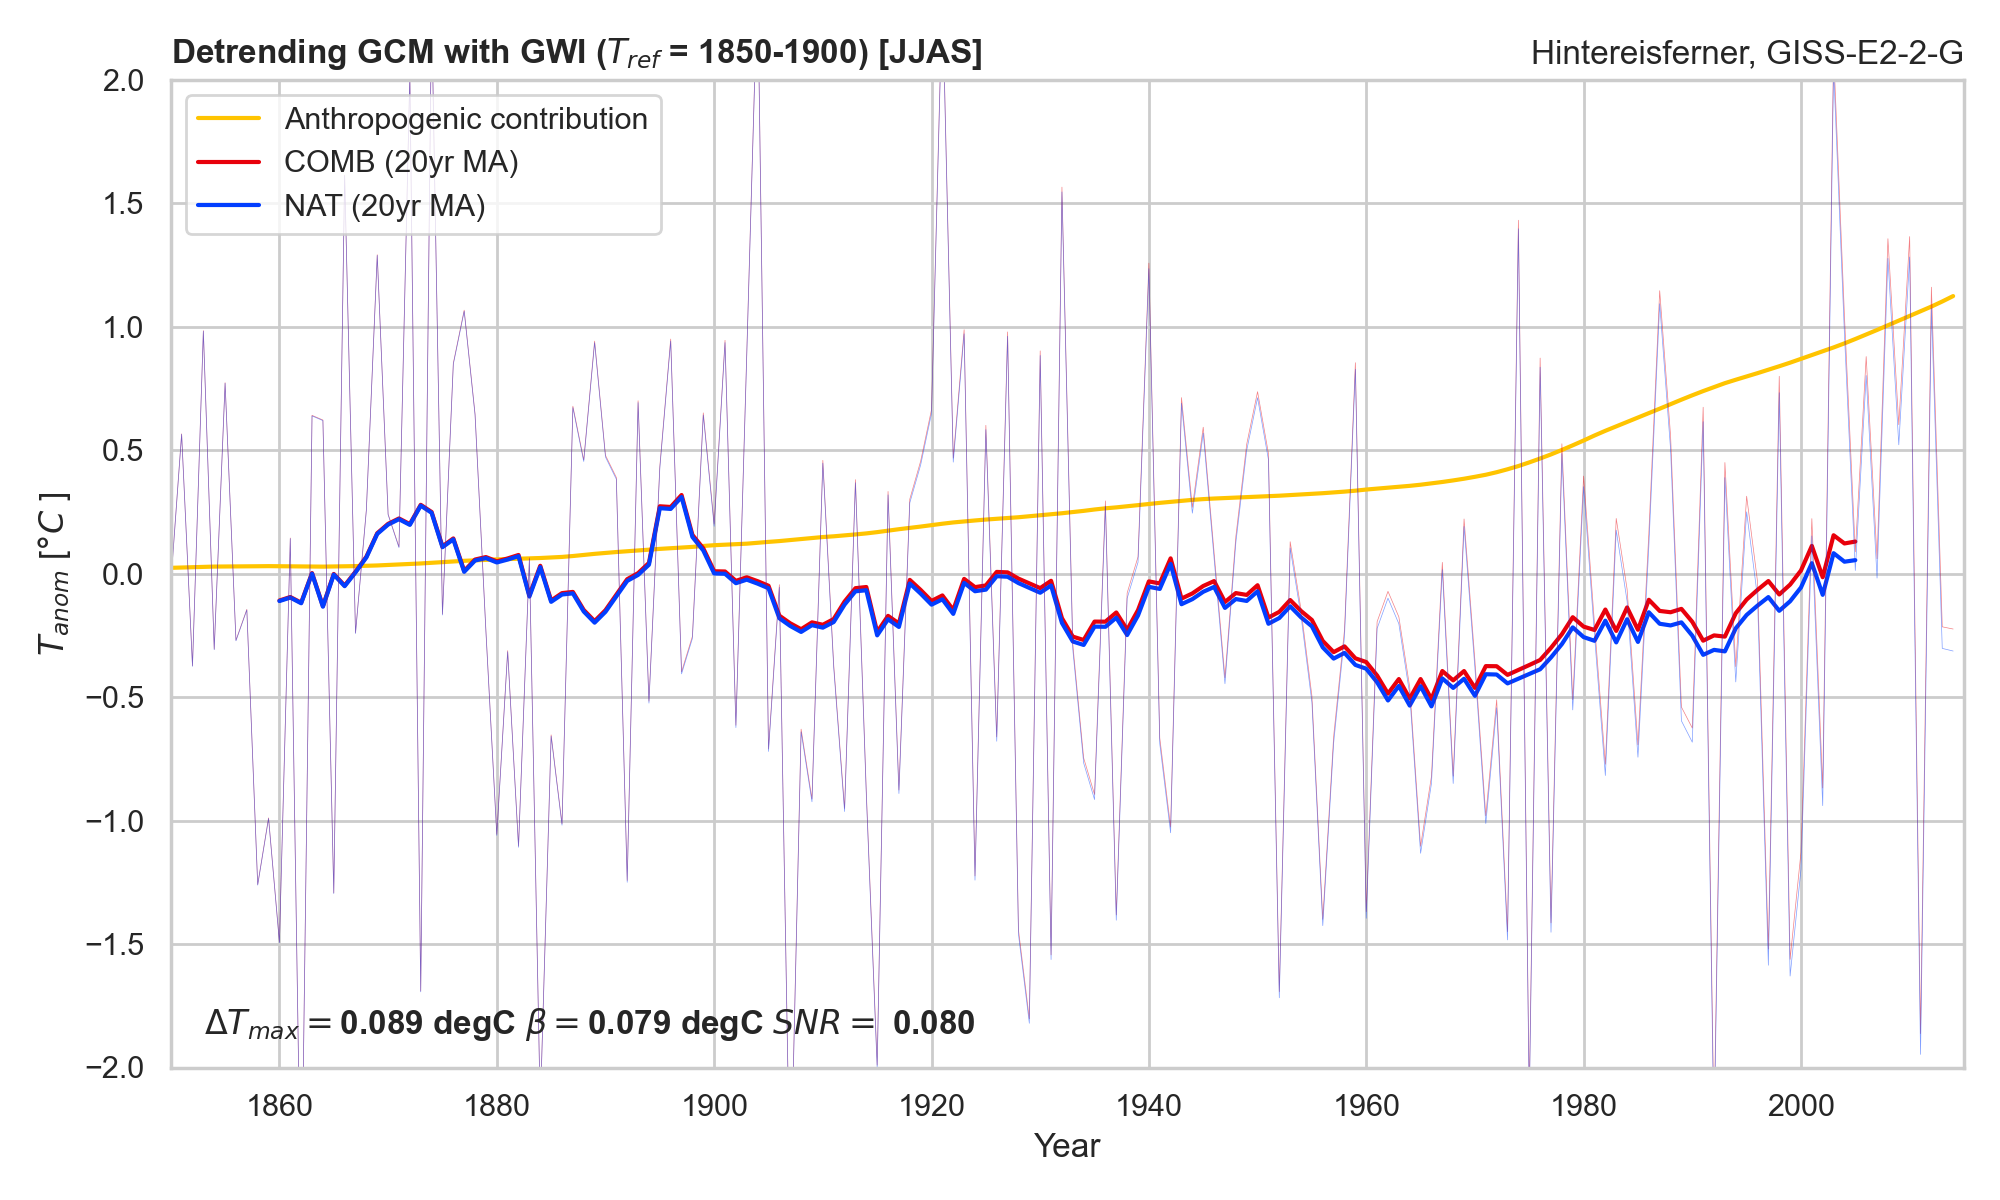 Detrending GCM with GWI (T_ref = 1850-1900) [JJAS]
Hintereisferner, GISS-E2-2-G
2.0
1.5
1.0
0.5
0.0
−0.5
−1.0
−1.5
−2.0
T_anom [°C]
Anthropogenic contribution
COMB (20yr MA)
NAT (20yr MA)
ΔT_max = 0.089 degC β = 0.079 degC SNR = 0.080
1860 1880 1900 1920 1940 1960 1980 2000
Year